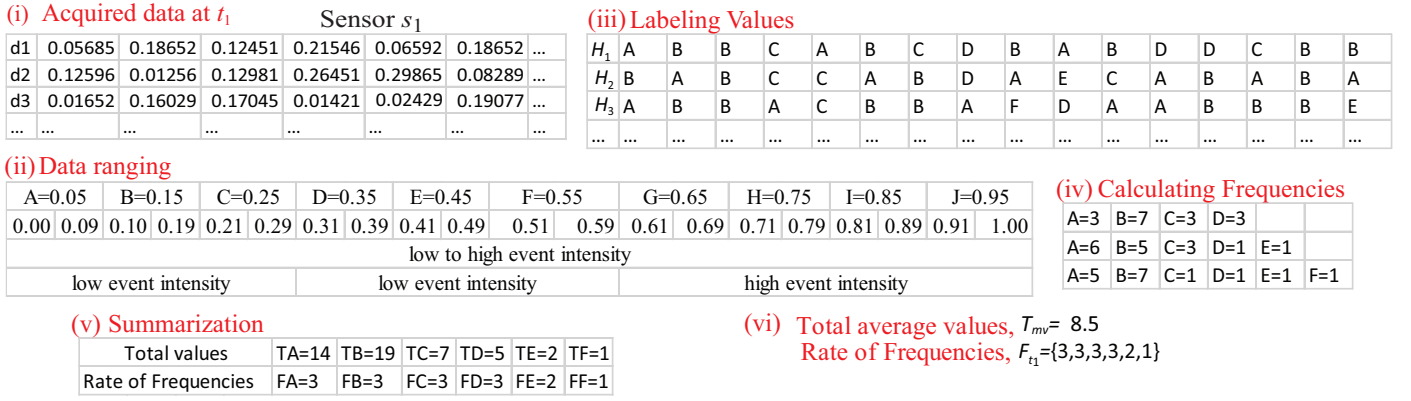 (i) Acquired data at t1 Sensor s1
d1 0.05685 0.18652 0.12451 0.21546 0.06592 0.18652 ...
d2 0.12596 0.01256 0.12981 0.26451 0.29865 0.08289 ...
d3 0.01652 0.16029 0.17045 0.01421 0.02429 0.19077 ...
... ... ... ... ... ... ... ...
(iii) Labeling Values
H1 A B B C A B C D B A B D D C B B
H2 B A B C C A B D A E C A B A B A
H3 A B B A C B B A F D A A B B B E
... ... ... ... ... ... ... ... ... ... ... ... ... ... ... ... ...
(ii) Data ranging
A=0.05 B=0.15 C=0.25 D=0.35 E=0.45 F=0.55 G=0.65 H=0.75 I=0.85 J=0.95
0.00 0.09 0.10 0.19 0.21 0.29 0.31 0.39 0.41 0.49 0.51 0.59 0.61 0.69 0.71 0.79 0.81 0.89 0.91 1.00
low to high event intensity
low event intensity low event intensity high event intensity
(iv) Calculating Frequencies
A=3 B=7 C=3 D=3
A=6 B=5 C=3 D=1 E=1
A=5 B=7 C=1 D=1 E=1 F=1
(v) Summarization
Total values TA=14 TB=19 TC=7 TD=5 TE=2 TF=1
Rate of Frequencies FA=3 FB=3 FC=3 FD=3 FE=2 FF=1
(vi) Total average values, Tmv= 8.5
Rate of Frequencies, Ft1={3,3,3,3,2,1}